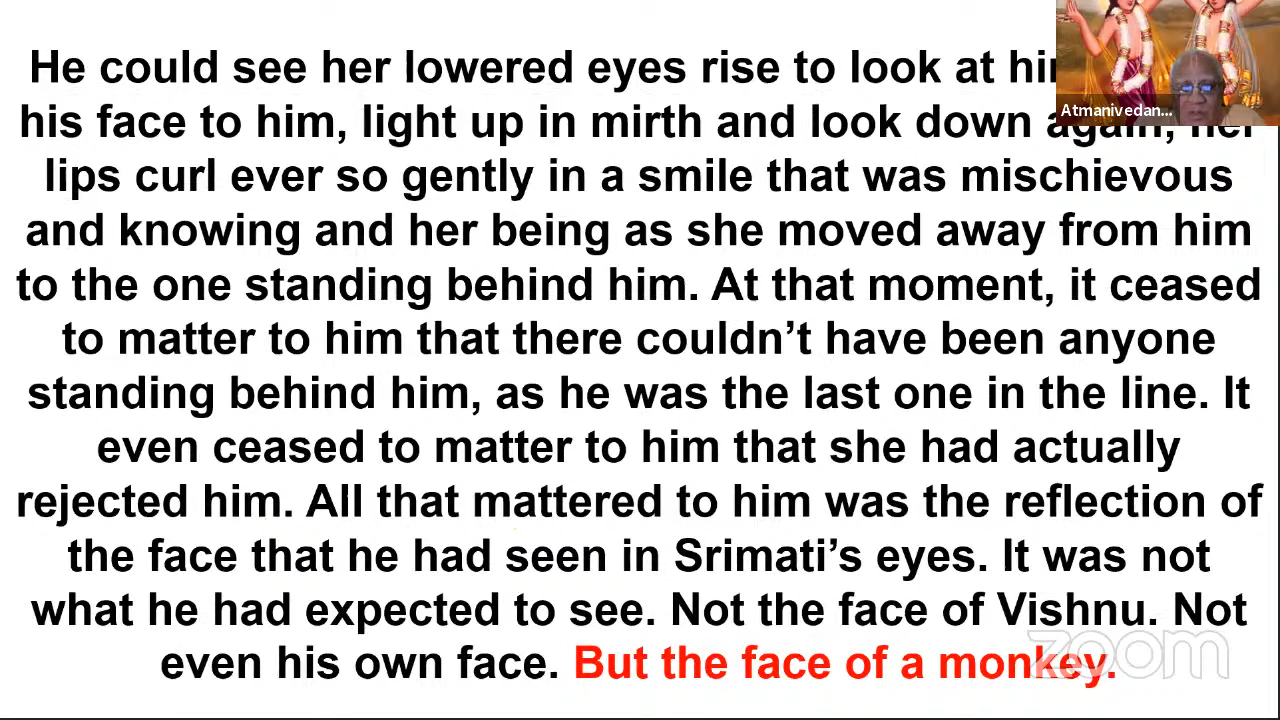 He could see her lowered eyes rise to look at
his face to him, light up in mirth and look down again, her
lips curl ever so gently in a smile that was mischievous
and knowing and her being as she moved away from him
to the one standing behind him. At that moment, it ceased
to matter to him that there couldn’t have been anyone
standing behind him, as he was the last one in the line. It
even ceased to matter to him that she had actually
rejected him. All that mattered to him was the reflection of
the face that he had seen in Srimati’s eyes. It was not
what he had expected to see. Not the face of Vishnu. Not
even his own face. But the face of a monkey.
Atmanivedan...
zoom